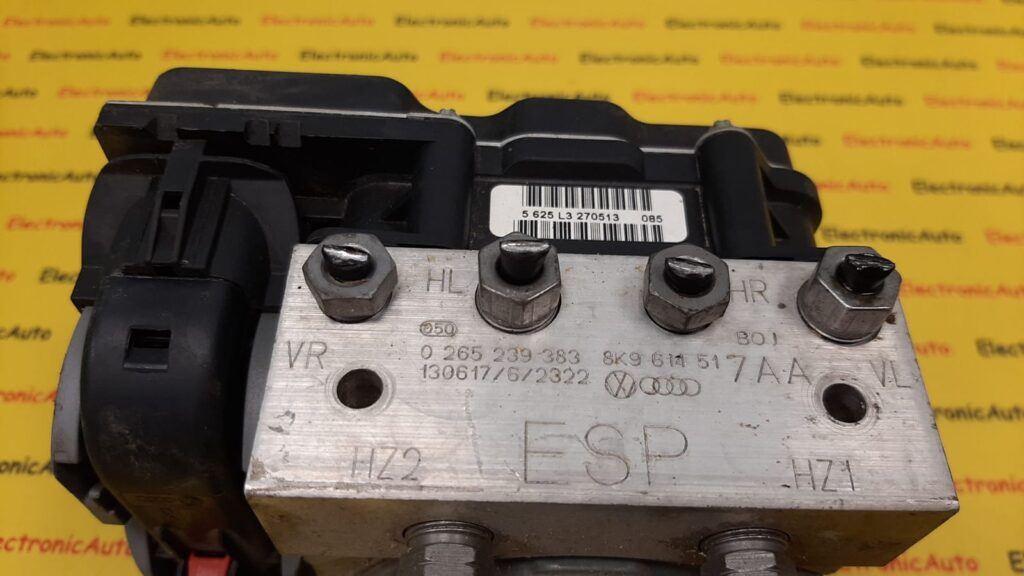 ElectronicAuto
5 625 L3 270513 085
HL HR
050 BOJ
VR 0 265 239 383 8K9 614 517AA VL
130617/6/2322
ESP
HZ2 HZ1